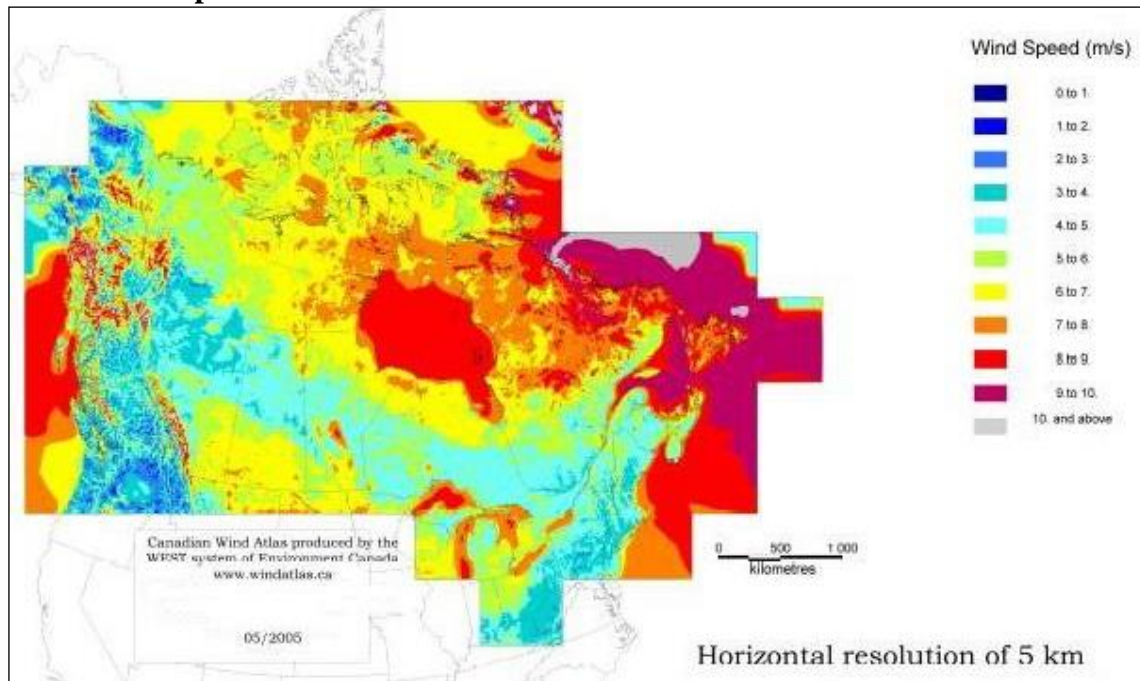 Wind Speed (m/s)
0 to 1.
1 to 2.
2 to 3.
3 to 4.
4 to 5.
5 to 6.
6 to 7.
7 to 8.
8 to 9.
9 to 10.
10. and above
Canadian Wind Atlas produced by the
WEST system of Environment Canada
www.windatlas.ca
05/2005
0 500 1 000
kilometres
Horizontal resolution of 5 km